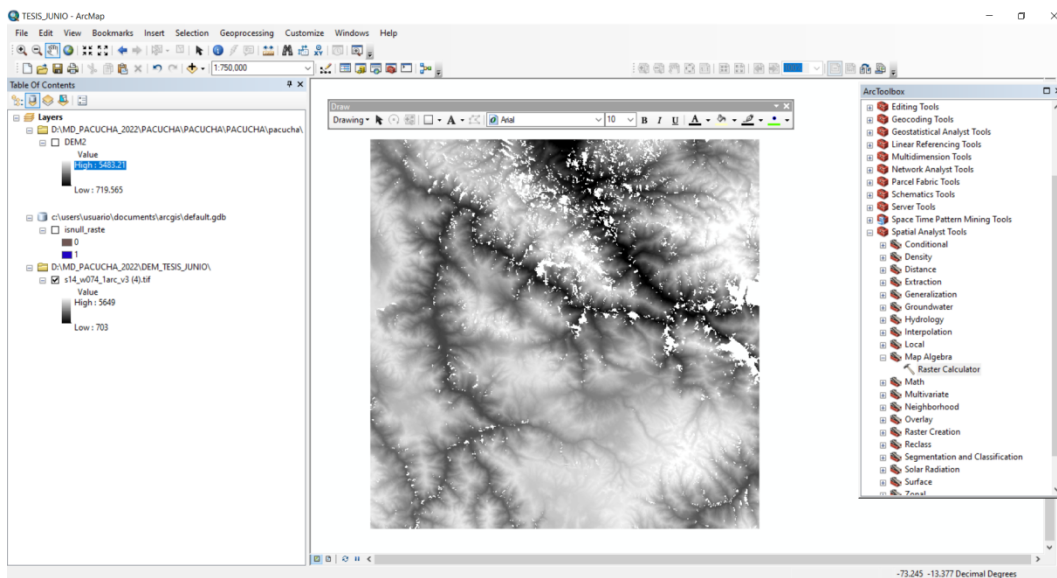 TESIS_JUNIO - ArcMap
File Edit View Bookmarks Insert Selection Geoprocessing Customize Windows Help
1:750,000
Table Of Contents
Layers
D:\MD_PACUCHA_2022\PACUCHA\PACUCHA\PACUCHA\pacucha\
DEM2
Value
High : 5483.21
Low : 719.565
c:\users\usuario\documents\arcgis\default.gdb
isnull_raste
0
1
D:\MD_PACUCHA_2022\DEM_TESIS_JUNIO\
s14_w074_1arc_v3 (4).tif
Value
High : 5649
Low : 703
Draw
Drawing A Arial 10 B I U A
ArcToolbox
Editing Tools
Geocoding Tools
Geostatistical Analyst Tools
Linear Referencing Tools
Multidimension Tools
Network Analyst Tools
Parcel Fabric Tools
Schematics Tools
Server Tools
Space Time Pattern Mining Tools
Spatial Analyst Tools
Conditional
Density
Distance
Extraction
Generalization
Groundwater
Hydrology
Interpolation
Local
Map Algebra
Raster Calculator
Math
Multivariate
Neighborhood
Overlay
Raster Creation
Reclass
Segmentation and Classification
Solar Radiation
Surface
Zonal
-73.245 -13.377 Decimal Degrees